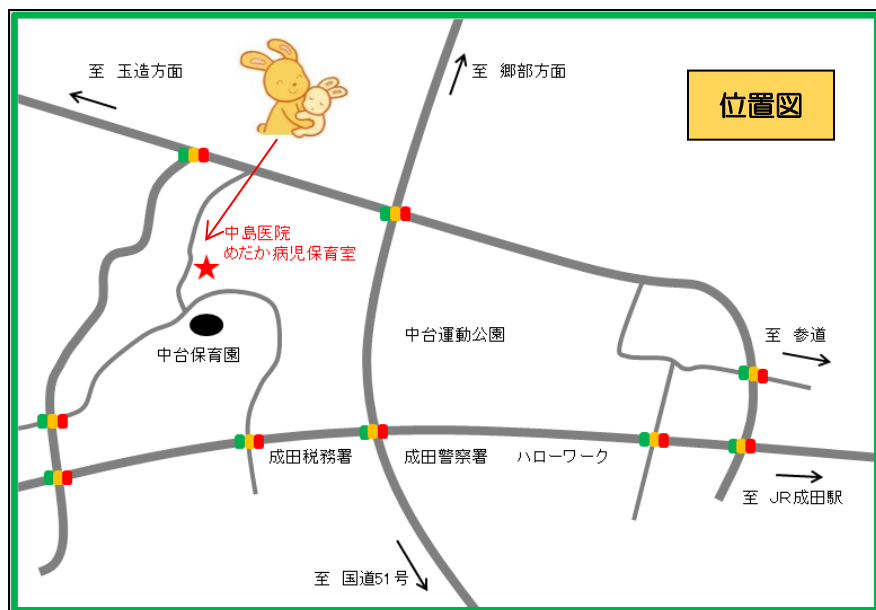 至 玉造方面
至 郷部方面
位置図
中島医院
めだか病児保育室
中台運動公園
至 参道
中台保育園
成田税務署
成田警察署
ハローワーク
至 JR成田駅
至 国道51号